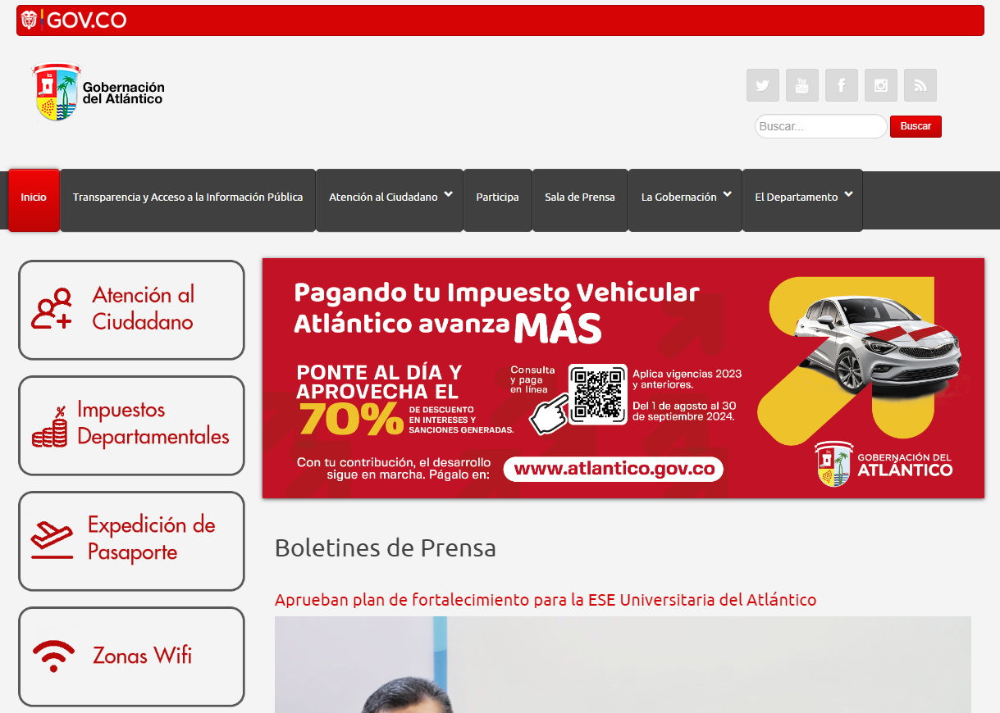 GOV.CO
Gobernación
del Atlántico
Buscar...
Buscar
Inicio
Transparencia y Acceso a la Información Pública
Atención al Ciudadano
Participa
Sala de Prensa
La Gobernación
El Departamento
Atención al
Ciudadano
Impuestos
Departamentales
Expedición de
Pasaporte
Zonas Wifi
Pagando tu Impuesto Vehicular
Atlántico avanza MÁS
PONTE AL DÍA Y
APROVECHA EL
70%
DE DESCUENTO
EN INTERESES Y
SANCIONES GENERADAS.
Consulta
y paga
en línea
Aplica vigencias 2023
y anteriores.
Del 1 de agosto al 30
de septiembre 2024.
Con tu contribución, el desarrollo
sigue en marcha. Págalo en:
www.atlantico.gov.co
GOBERNACIÓN DEL
ATLÁNTICO
Boletines de Prensa
Aprueban plan de fortalecimiento para la ESE Universitaria del Atlántico